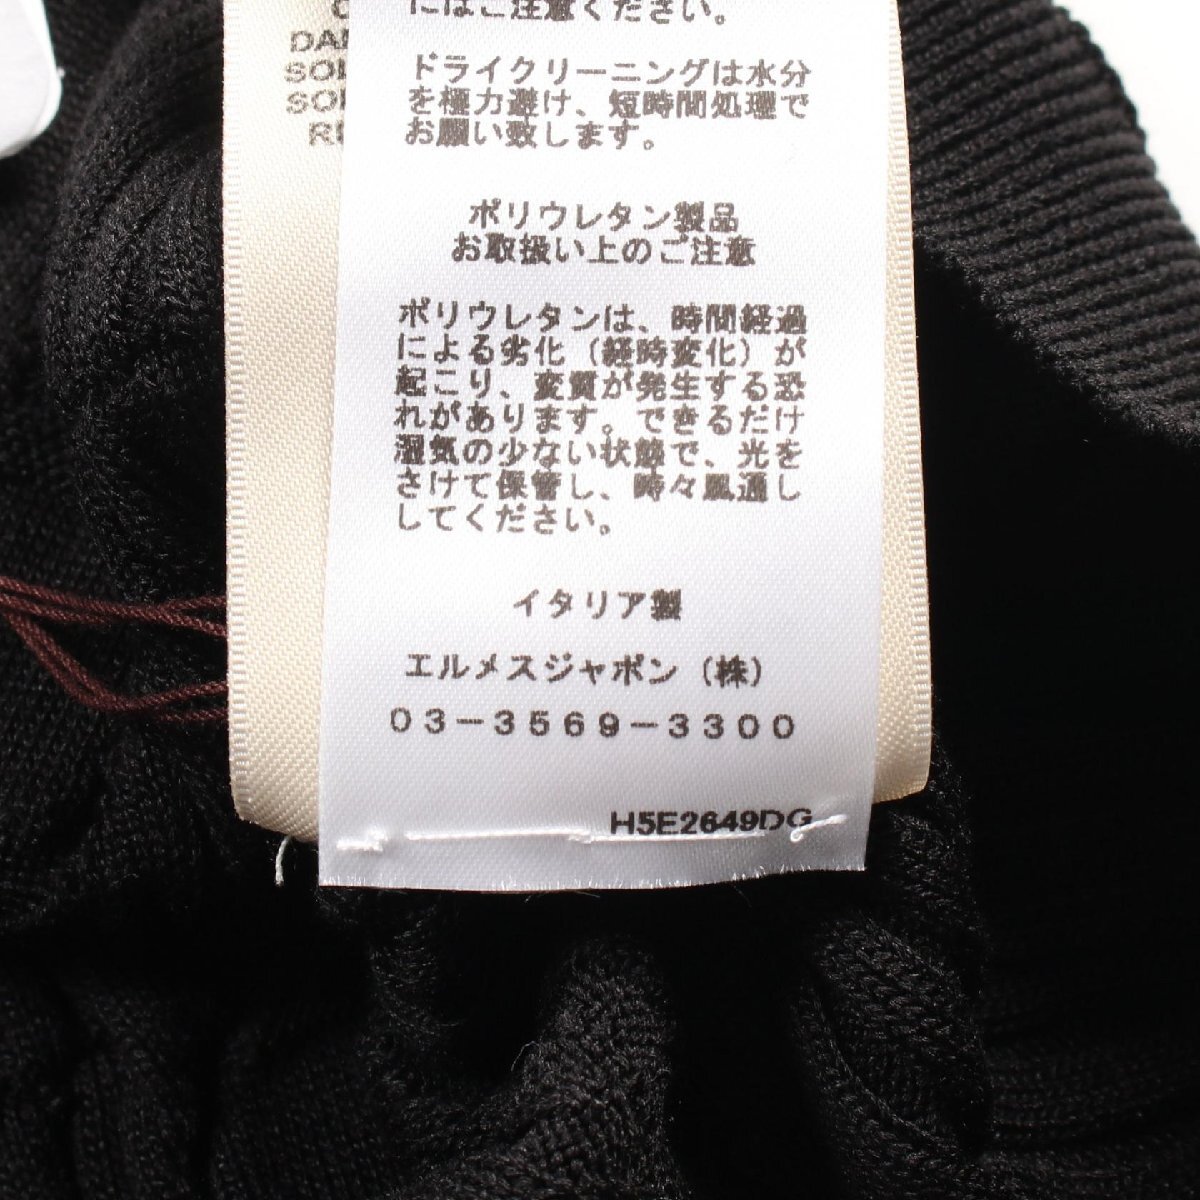 にはご注意ください。
DAN
SOL
SOL
ドライクリーニングは水分
を極力避け、短時間処理で
お願い致します。
ポリウレタン製品
お取扱い上のご注意
ポリウレタンは、時間経過
による劣化（経時変化）が
起こり、変質が発生する恐
れがあります。できるだけ
湿気の少ない状態で、光を
さけて保管し、時々風通し
してください。
イタリア製
エルメスジャポン（株）
03-3569-3300
H5E2649DG